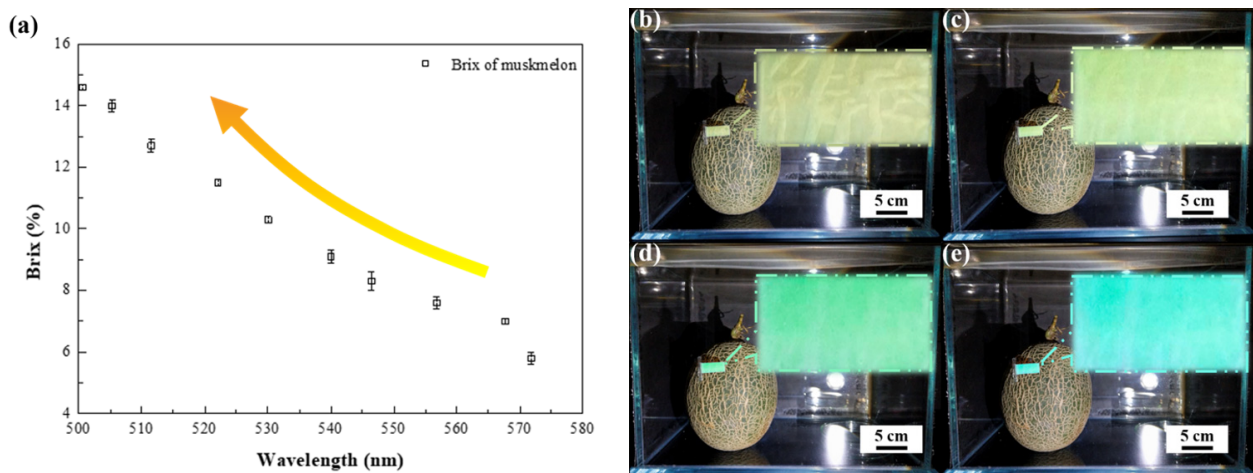 (a)
16
14
12
10
8
6
4
Brix (%)
Brix of muskmelon
500 510 520 530 540 550 560 570 580
Wavelength (nm)
(b)
5 cm
(c)
5 cm
(d)
5 cm
(e)
5 cm